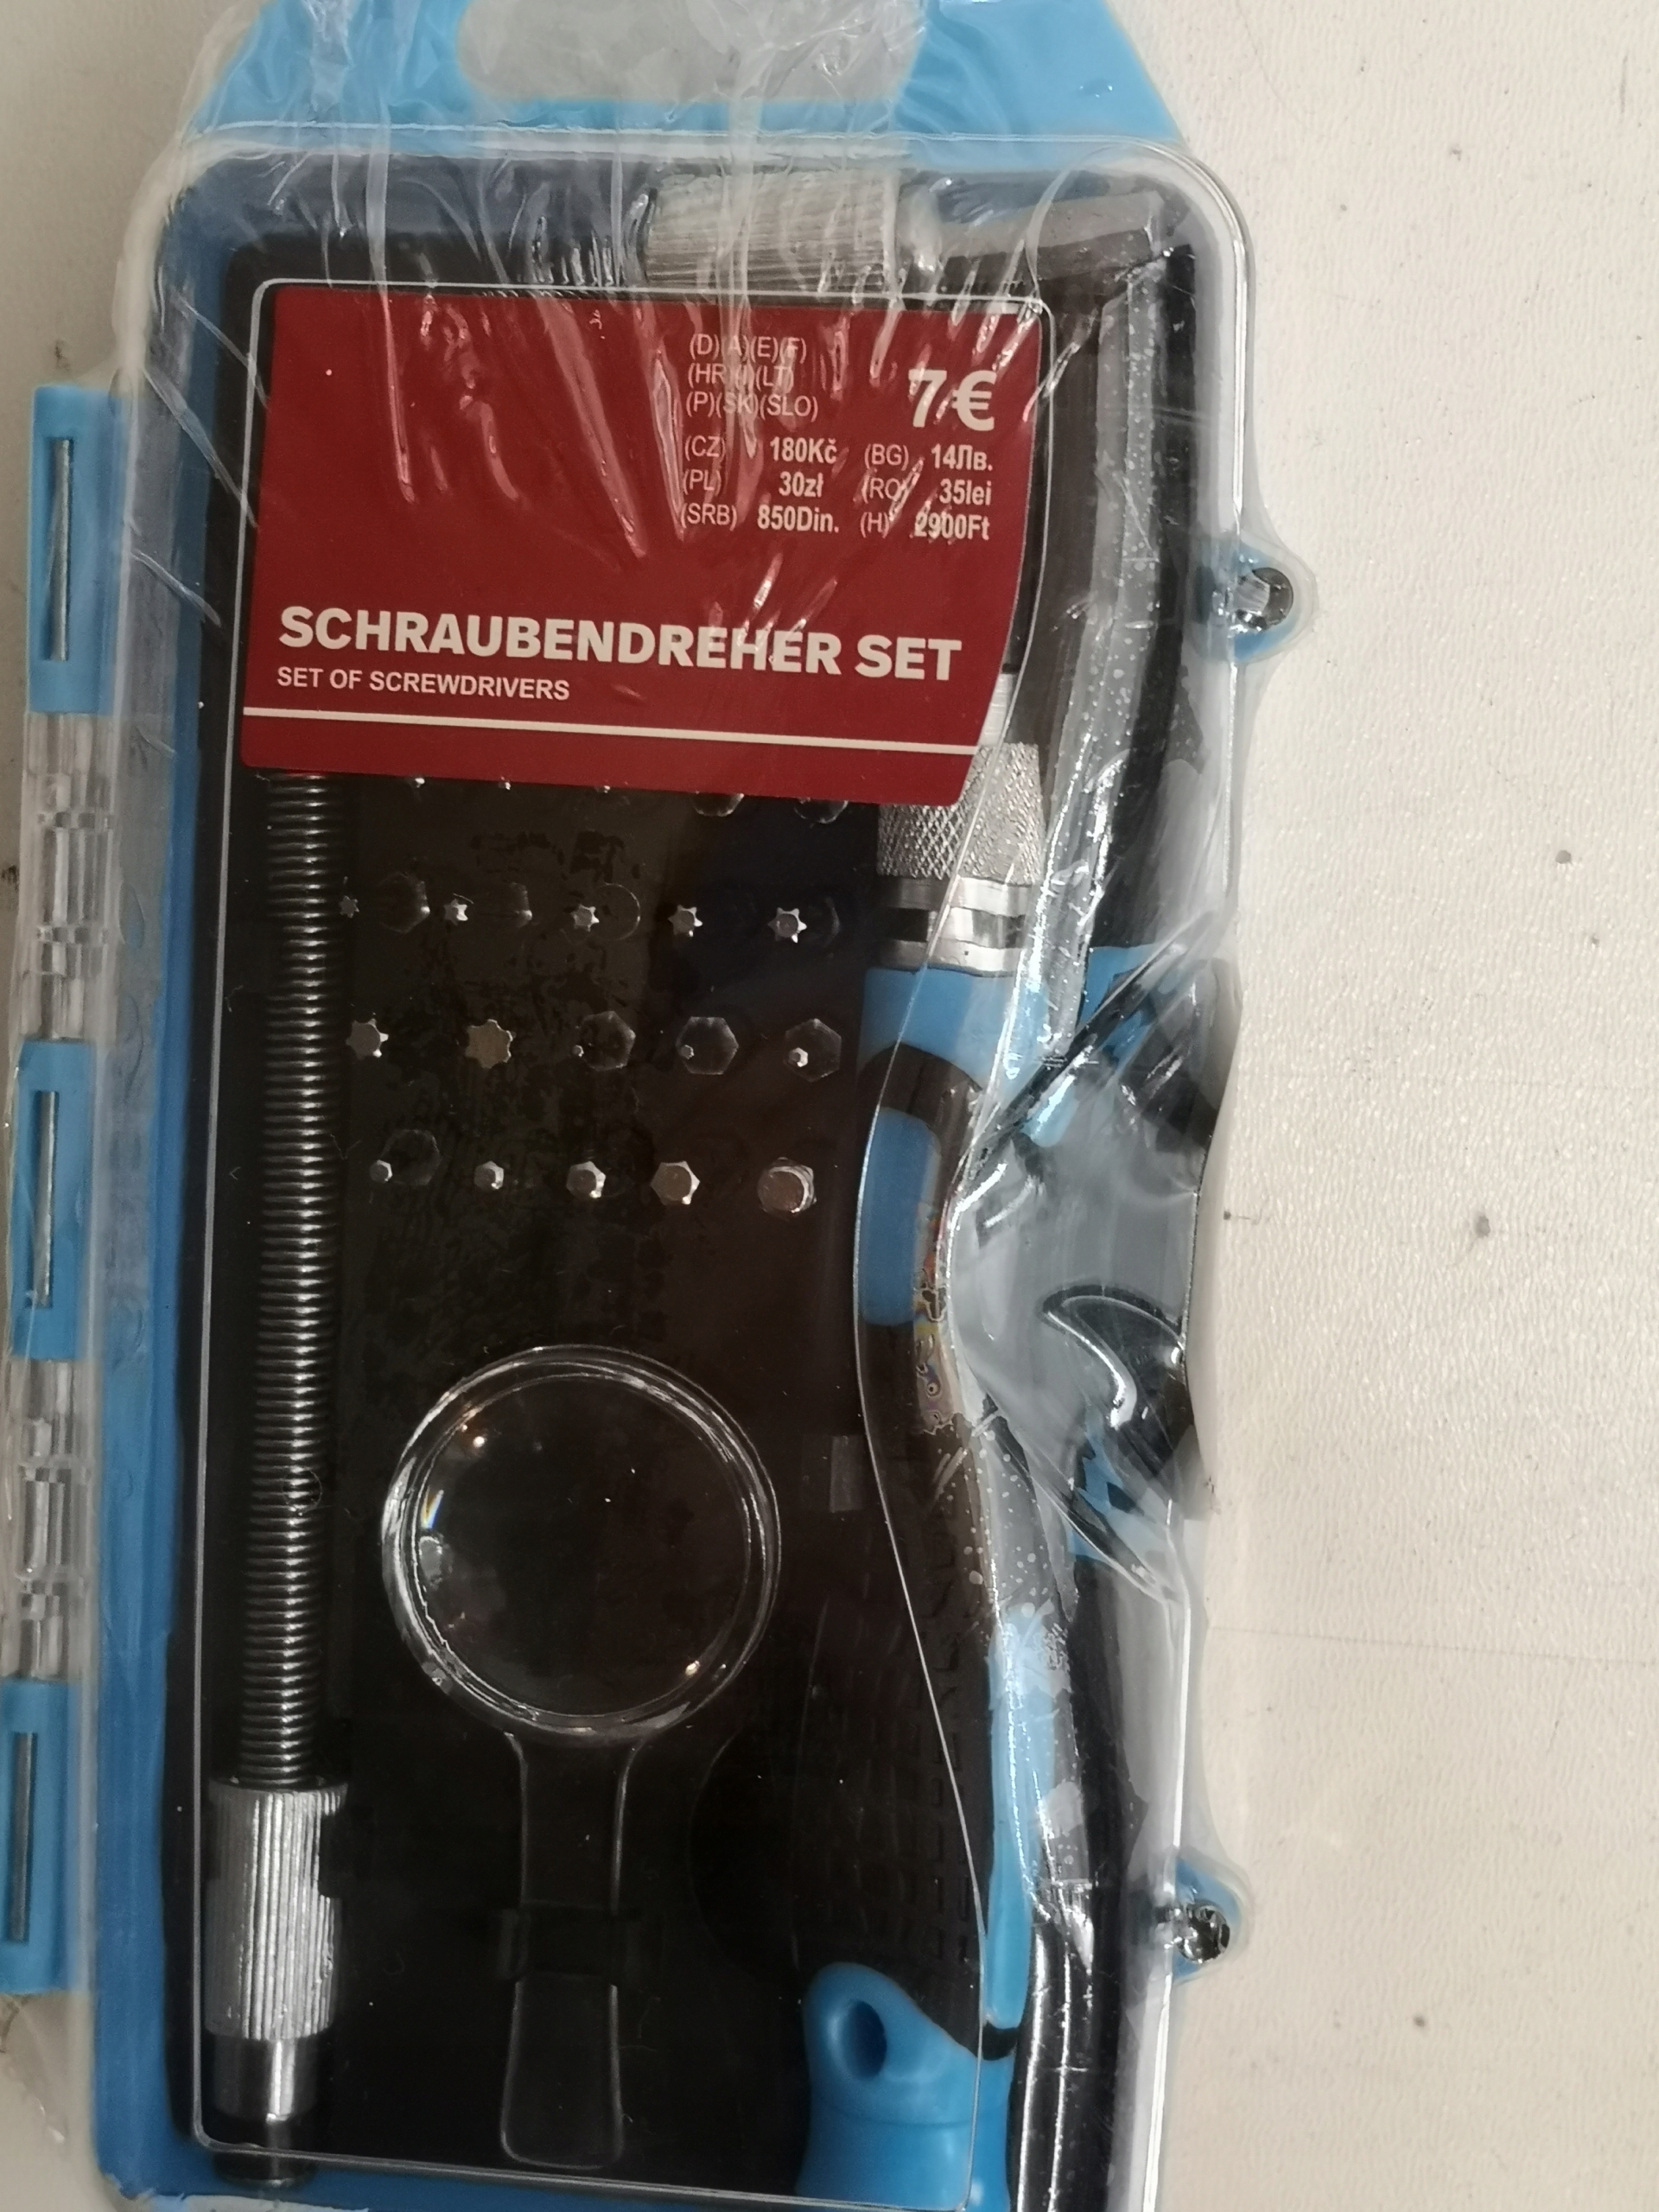 (D)(A)(E)(F)
(HR)(I)(LT)
(P)(SK)(SLO)
7€
(CZ) 180Kč (BG) 14Лв.
(PL) 30zł (RO) 35lei
(SRB) 850Din. (H) 2900Ft
SCHRAUBENDREHER SET
SET OF SCREWDRIVERS